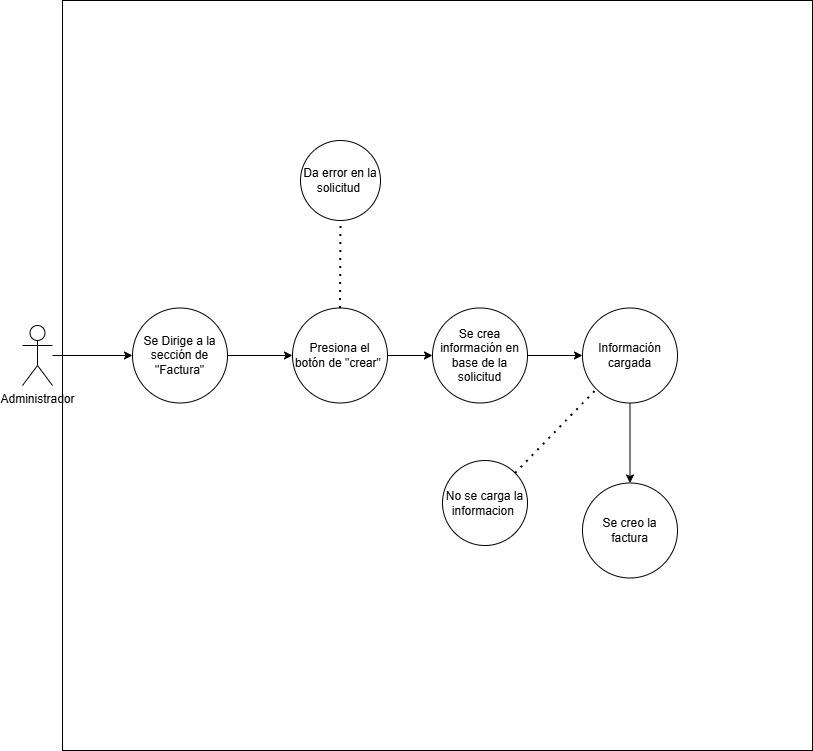 Da error en la
solicitud
Se Dirige a la
sección de
"Factura"
Presiona el
botón de "crear"
Se crea
información en
base de la
solicitud
Información
cargada
Administrador
No se carga la
informacion
Se creo la
factura